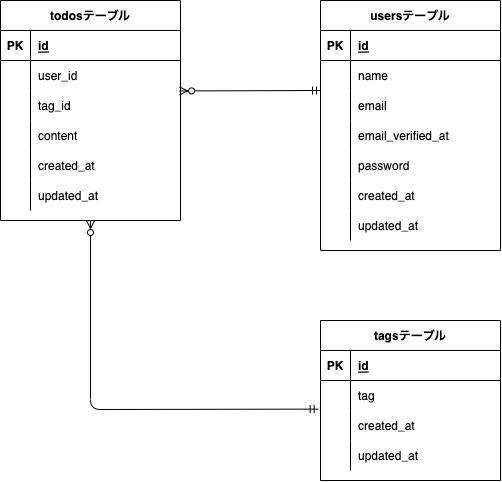 todosテーブル
PK id
user_id
tag_id
content
created_at
updated_at
usersテーブル
PK id
name
email
email_verified_at
password
created_at
updated_at
tagsテーブル
PK id
tag
created_at
updated_at